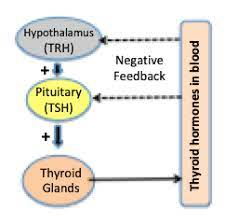 Hypothalamus
(TRH)
+
Negative
Feedback
Pituitary
(TSH)
+
Thyroid
Glands
Thyroid hormones in blood